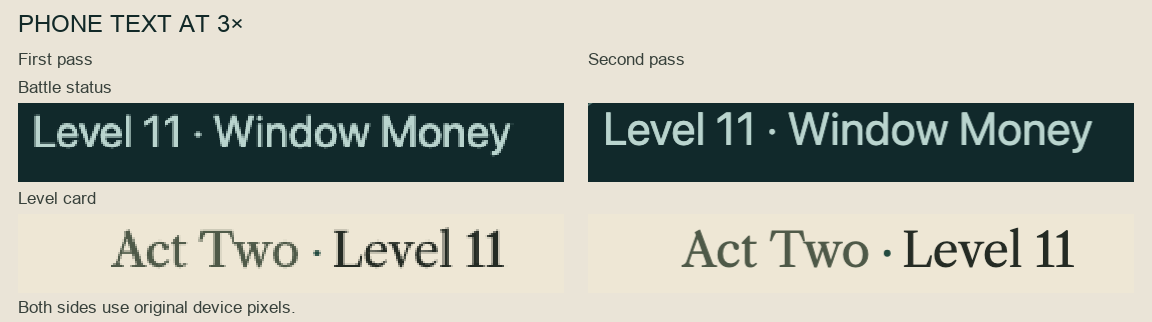 PHONE TEXT AT 3×
First pass
Second pass
Battle status
Level 11 · Window Money
Level 11 · Window Money
Level card
Act Two · Level 11
Act Two · Level 11
Both sides use original device pixels.